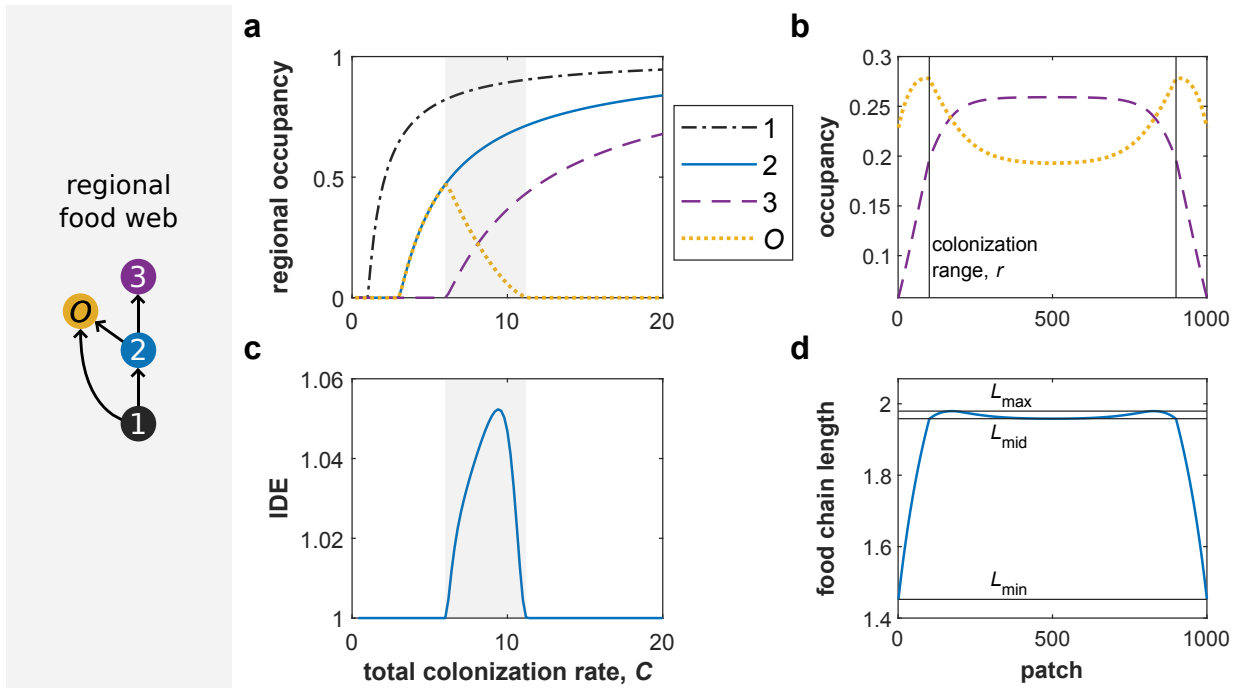 regional
food web
3
O
2
1
a
regional occupancy
1
0.5
0
0
10
20
1
2
3
O
b
occupancy
0.3
0.25
0.2
0.15
0.1
colonization
range, r
0
500
1000
c
IDE
1.06
1.04
1.02
1
0
10
20
total colonization rate, C
d
food chain length
2
1.8
1.6
1.4
Lmax
Lmid
Lmin
0
500
1000
patch